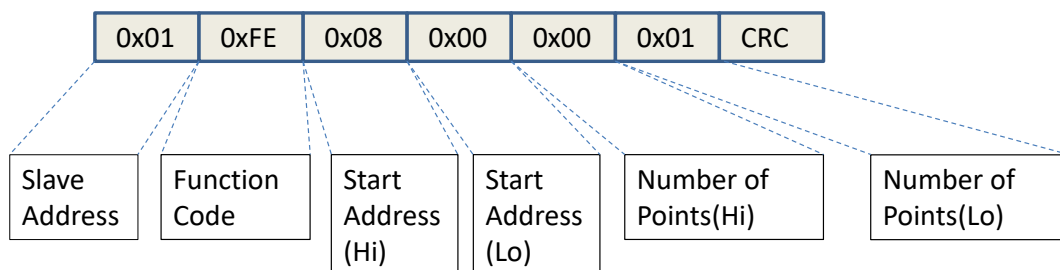 0x01 0xFE 0x08 0x00 0x00 0x01 CRC
Slave
Address
Function
Code
Start
Address
(Hi)
Start
Address
(Lo)
Number of
Points(Hi)
Number of
Points(Lo)